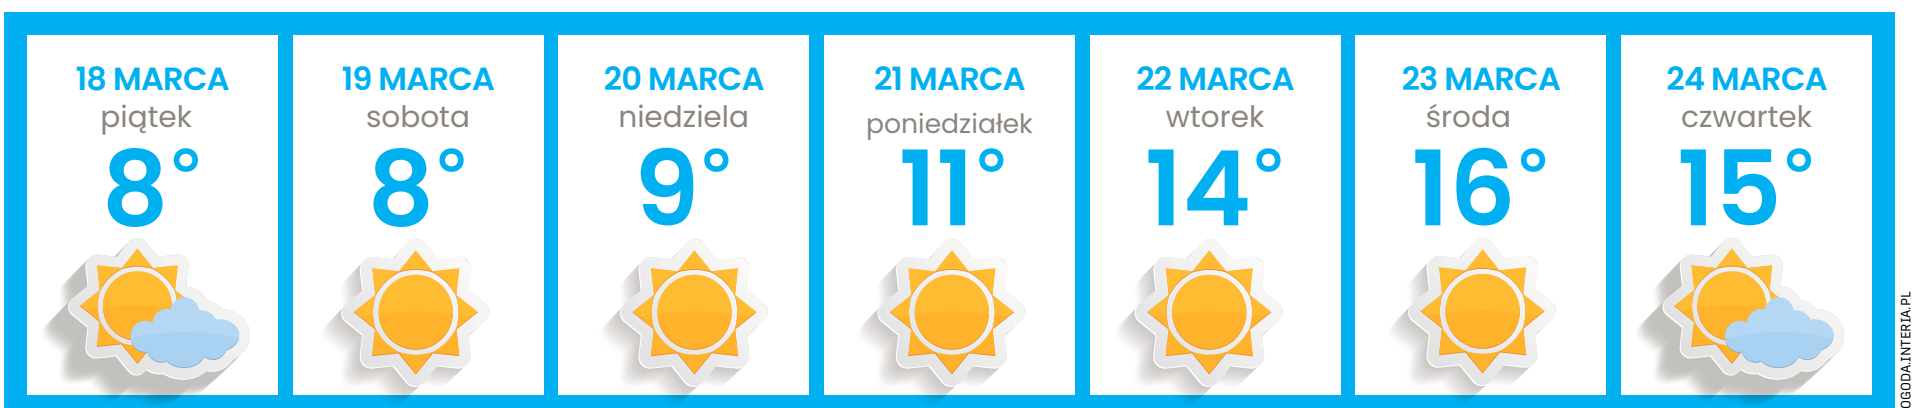 18 MARCA
piątek
8°
19 MARCA
sobota
8°
20 MARCA
niedziela
9°
21 MARCA
poniedziałek
11°
22 MARCA
wtorek
14°
23 MARCA
środa
16°
24 MARCA
czwartek
15°
OGODA.INTERIA.PL